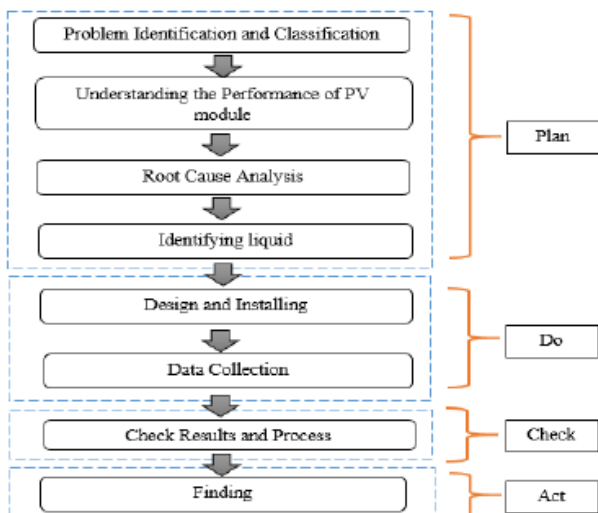 Problem Identification and Classification
Understanding the Performance of PV
module
Root Cause Analysis
Identifying liquid
Plan
Design and Installing
Data Collection
Do
Check Results and Process
Check
Finding
Act